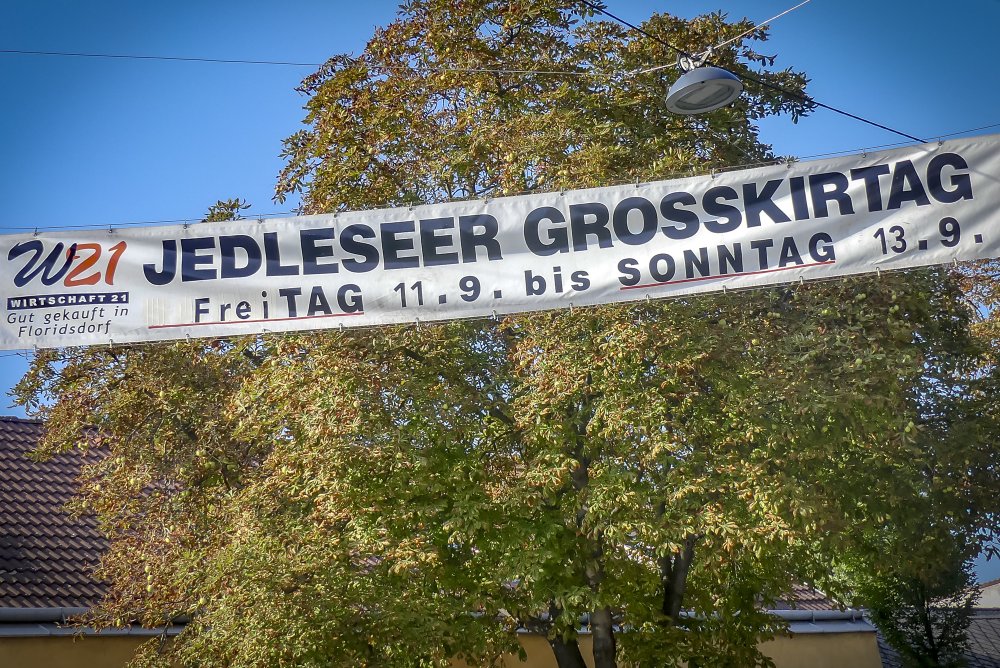 W21
WIRTSCHAFT 21
Gut gekauft in
Floridsdorf
JEDLESEER GROSSKIRTAG
FreiTAG 11.9. bis SONNTAG 13.9.